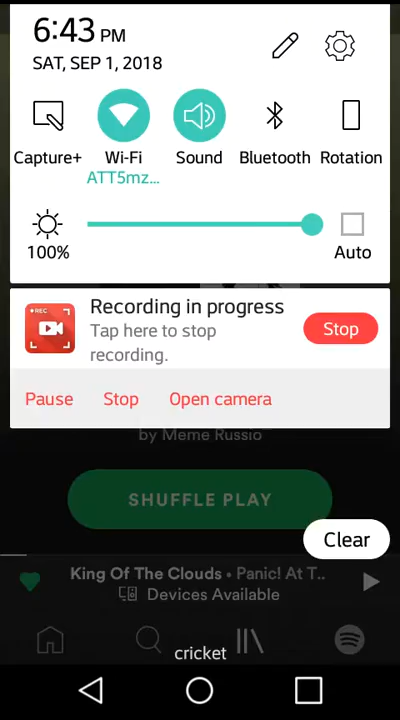 6:43 PM
SAT, SEP 1, 2018
Capture+ Wi-Fi Sound Bluetooth Rotation
ATT5mz...
100% Auto
REC
Recording in progress
Tap here to stop
recording.
Stop
Pause Stop Open camera
by Meme Russio
SHUFFLE PLAY
Clear
King Of The Clouds • Panic! At T..
Devices Available
cricket